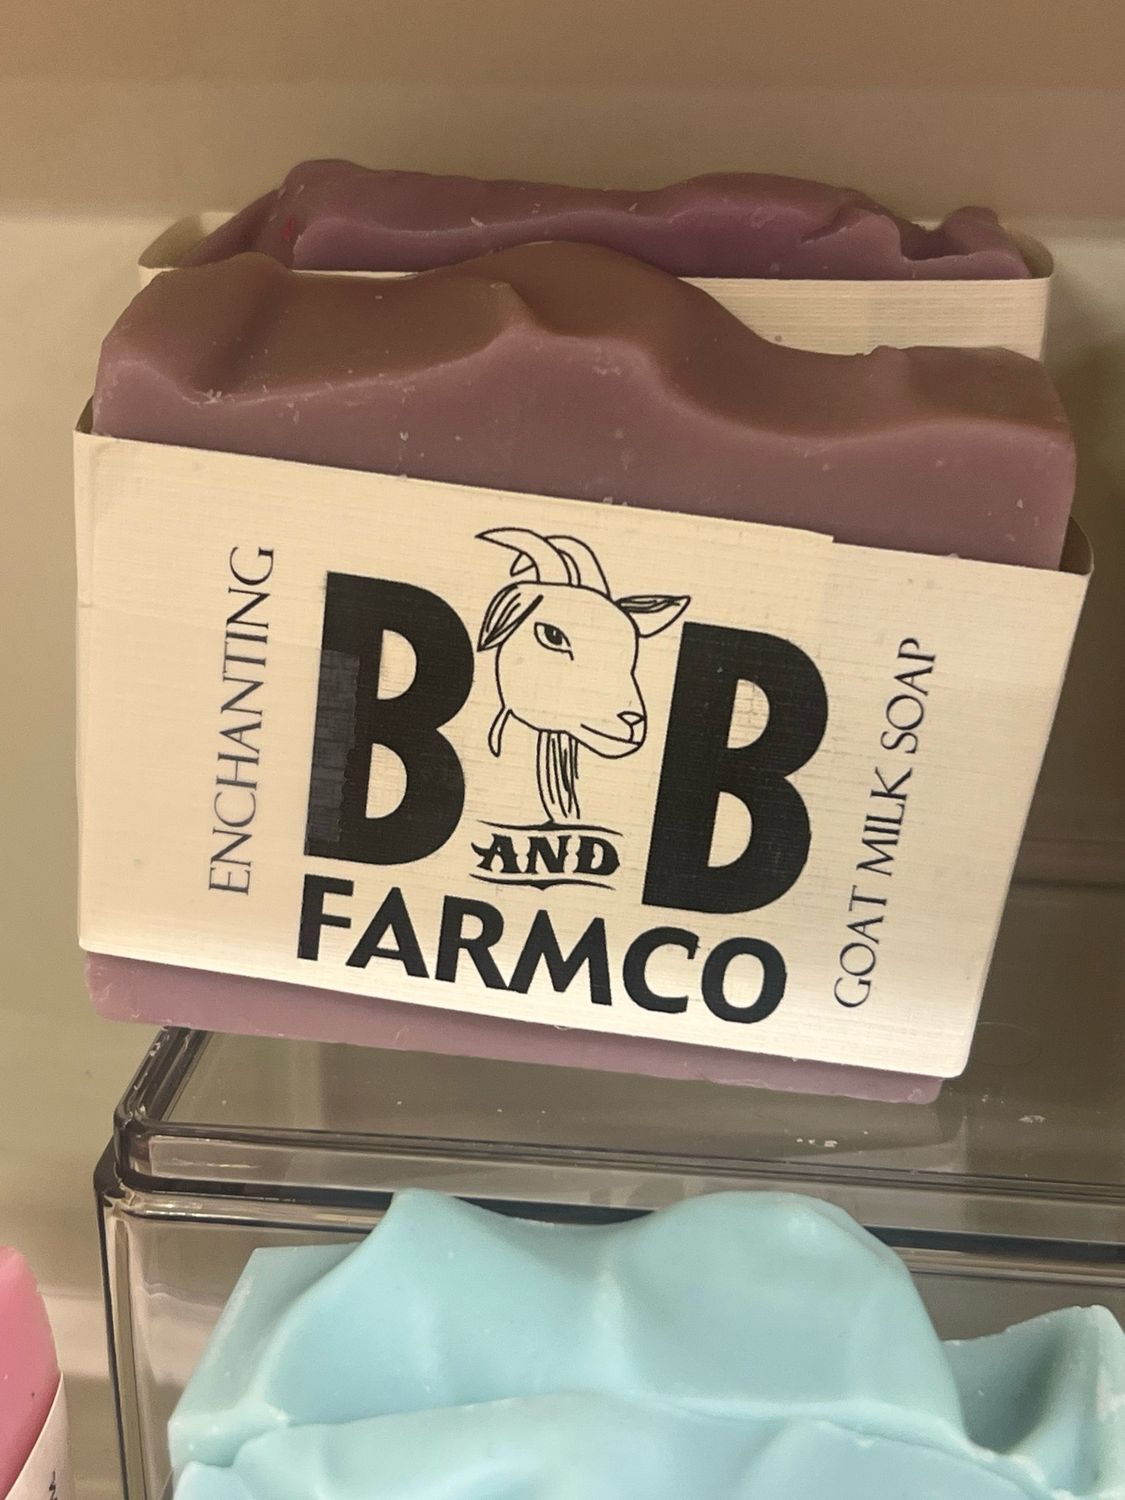 ENCHANTING
B AND B
FARMCO
GOAT MILK SOAP